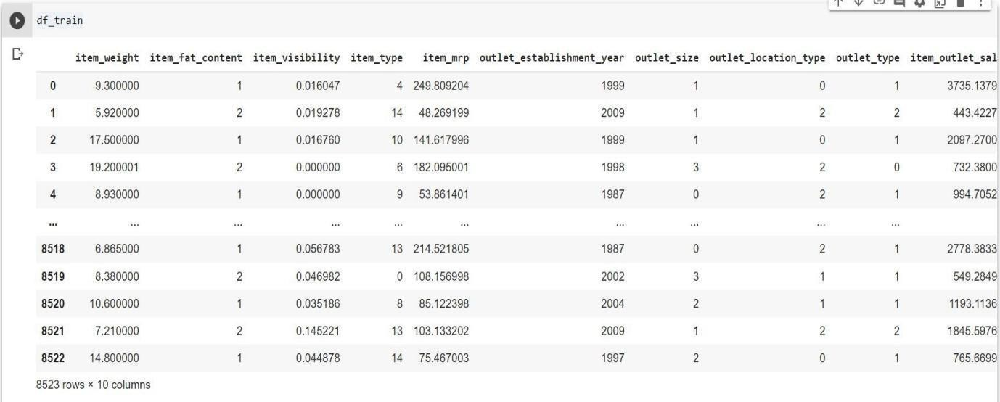 df_train
item_weight item_fat_content item_visibility item_type item_mrp outlet_establishment_year outlet_size outlet_location_type outlet_type item_outlet_sal
0 9.300000 1 0.016047 4 249.809204 1999 1 0 1 3735.1379
1 5.920000 2 0.019278 14 48.269199 2009 1 2 2 443.4227
2 17.500000 1 0.016760 10 141.617996 1999 1 0 1 2097.2700
3 19.200001 2 0.000000 6 182.095001 1998 3 2 0 732.3800
4 8.930000 1 0.000000 9 53.861401 1987 0 2 1 994.7052
... ... ... ... ... ... ... ... ... ...
8518 6.865000 1 0.056783 13 214.521805 1987 0 2 1 2778.3833
8519 8.380000 2 0.046982 0 108.156998 2002 3 1 1 549.2849
8520 10.600000 1 0.035186 8 85.122398 2004 2 1 1 1193.1136
8521 7.210000 2 0.145221 13 103.133202 2009 1 2 2 1845.5976
8522 14.800000 1 0.044878 14 75.467003 1997 2 0 1 765.6699
8523 rows × 10 columns